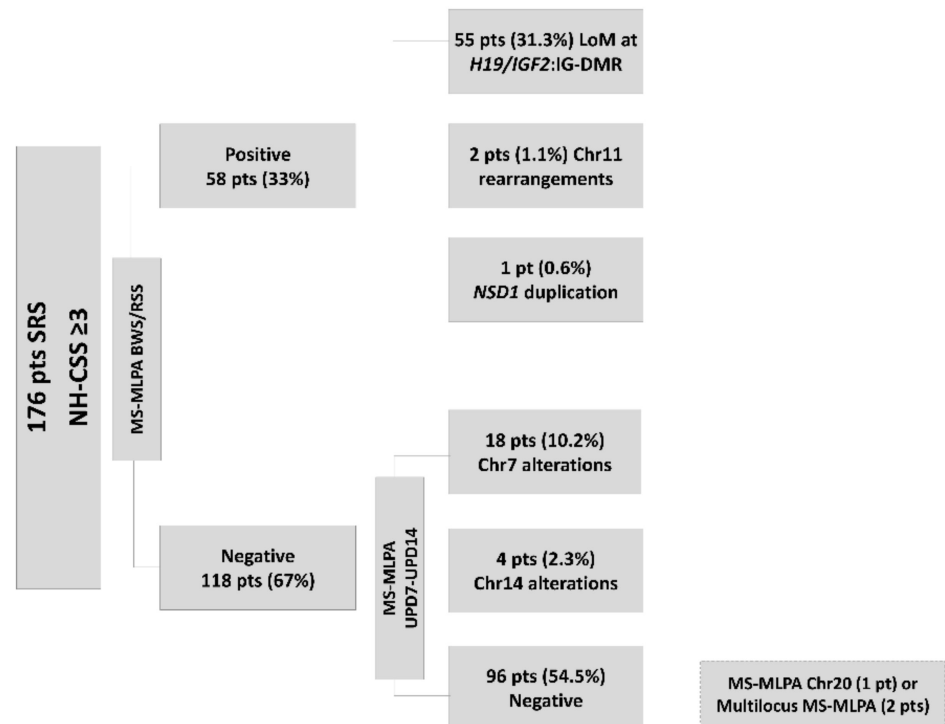 176 pts SRS
NH-CSS ≥3
MS-MLPA BWS/RSS
Positive
58 pts (33%)
55 pts (31.3%) LoM at
H19/IGF2:IG-DMR
2 pts (1.1%) Chr11
rearrangements
1 pt (0.6%)
NSD1 duplication
Negative
118 pts (67%)
MS-MLPA
UPD7-UPD14
18 pts (10.2%)
Chr7 alterations
4 pts (2.3%)
Chr14 alterations
96 pts (54.5%)
Negative
MS-MLPA Chr20 (1 pt) or
Multilocus MS-MLPA (2 pts)